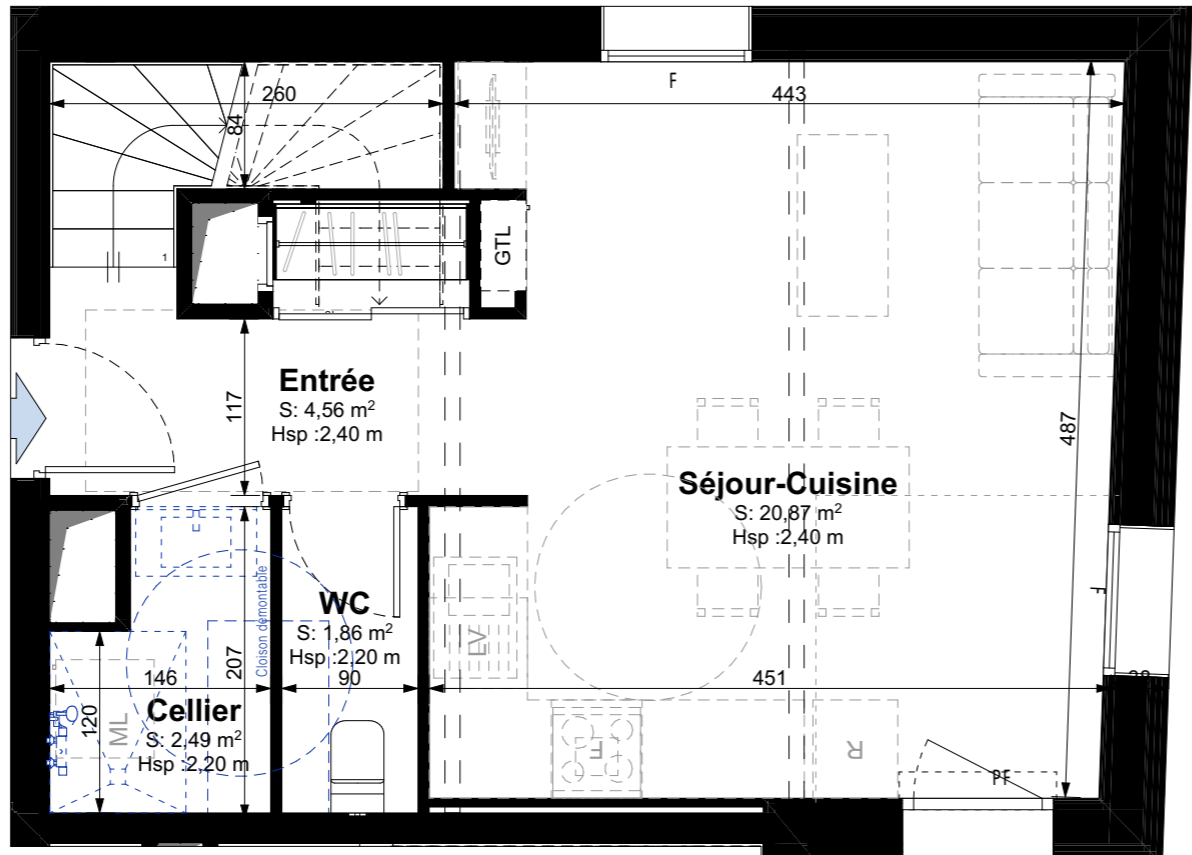 F
260
443
84
GTL
1
Entrée
S: 4,56 m²
Hsp :2,40 m
117
487
Séjour-Cuisine
S: 20,87 m²
Hsp :2,40 m
Cloison démontable
WC
S: 1,86 m²
Hsp :2,20 m
90
LV
F
207
146
451
120
ML
Cellier
S: 2,49 m²
Hsp :2,20 m
F
R
PF